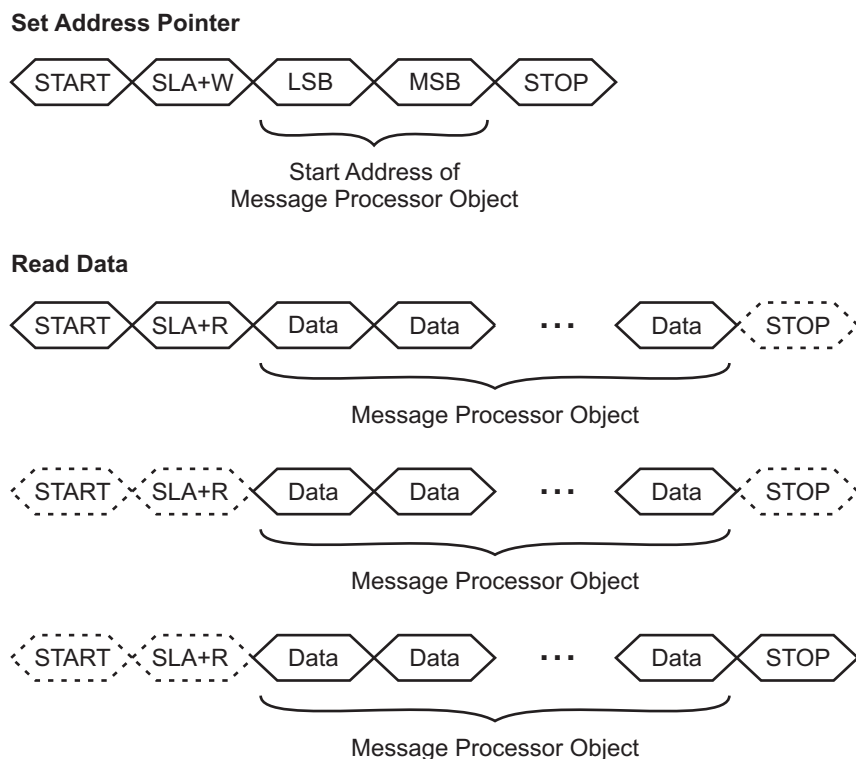 Set Address Pointer
START SLA+W LSB MSB STOP
Start Address of
Message Processor Object
Read Data
START SLA+R Data Data ... Data STOP
Message Processor Object
START SLA+R Data Data ... Data STOP
Message Processor Object
START SLA+R Data Data ... Data STOP
Message Processor Object